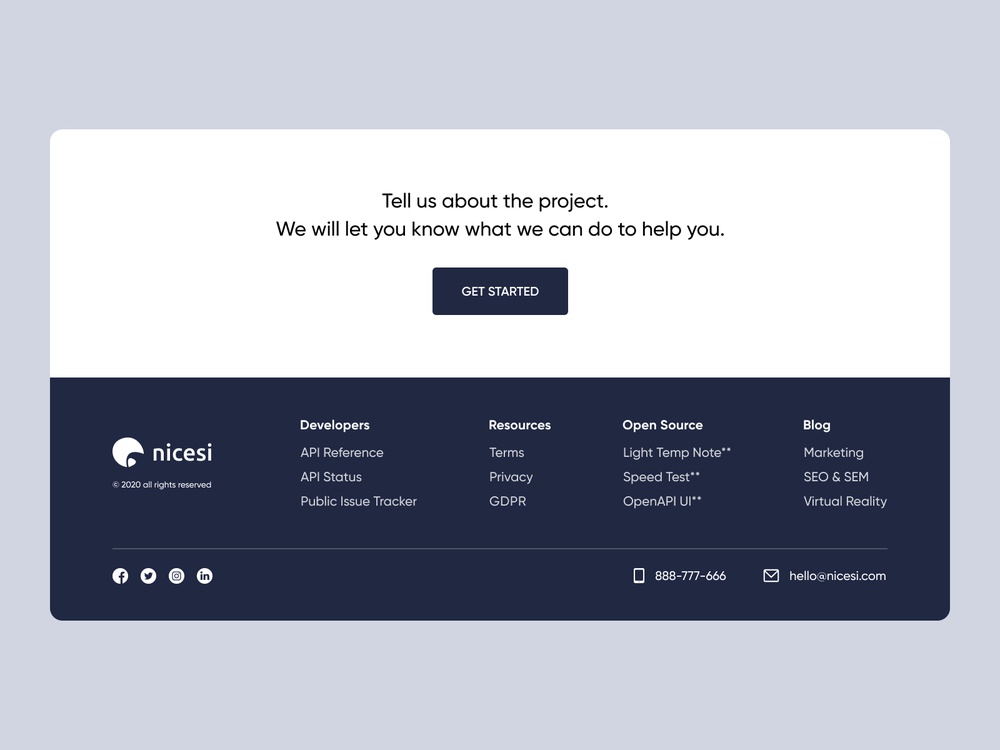 Tell us about the project.
We will let you know what we can do to help you.
GET STARTED
nicesi
© 2020 all rights reserved
Developers
API Reference
API Status
Public Issue Tracker
Resources
Terms
Privacy
GDPR
Open Source
Light Temp Note**
Speed Test**
OpenAPI UI**
Blog
Marketing
SEO & SEM
Virtual Reality
888-777-666
hello@nicesi.com